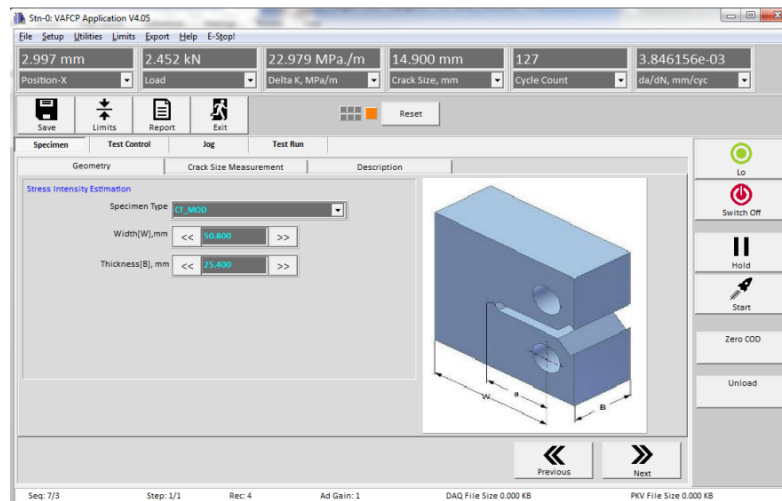 Stn-0: VAFCP Application V4.05
File Setup Utilities Limits Export Help E-Stop!
2.997 mm 2.452 kN 22.979 MPa./m 14.900 mm 127 3.846156e-03
Position-X Load Delta K, MPa/m Crack Size, mm Cycle Count da/dN, mm/cyc
Save Limits Report Exit Reset
Specimen Test Control Jog Test Run
Geometry Crack Size Measurement Description
Stress Intensity Estimation
Specimen Type CT_MOD
Width[W],mm << 50.800 >>
Thickness[B], mm << 25.400 >>
W a B
Lo
Switch Off
Hold
Start
Zero COD
Unload
Previous Next
Seq: 7/3 Step: 1/1 Rec: 4 Ad Gain: 1 DAQ File Size 0.000 KB PKV File Size 0.000 KB